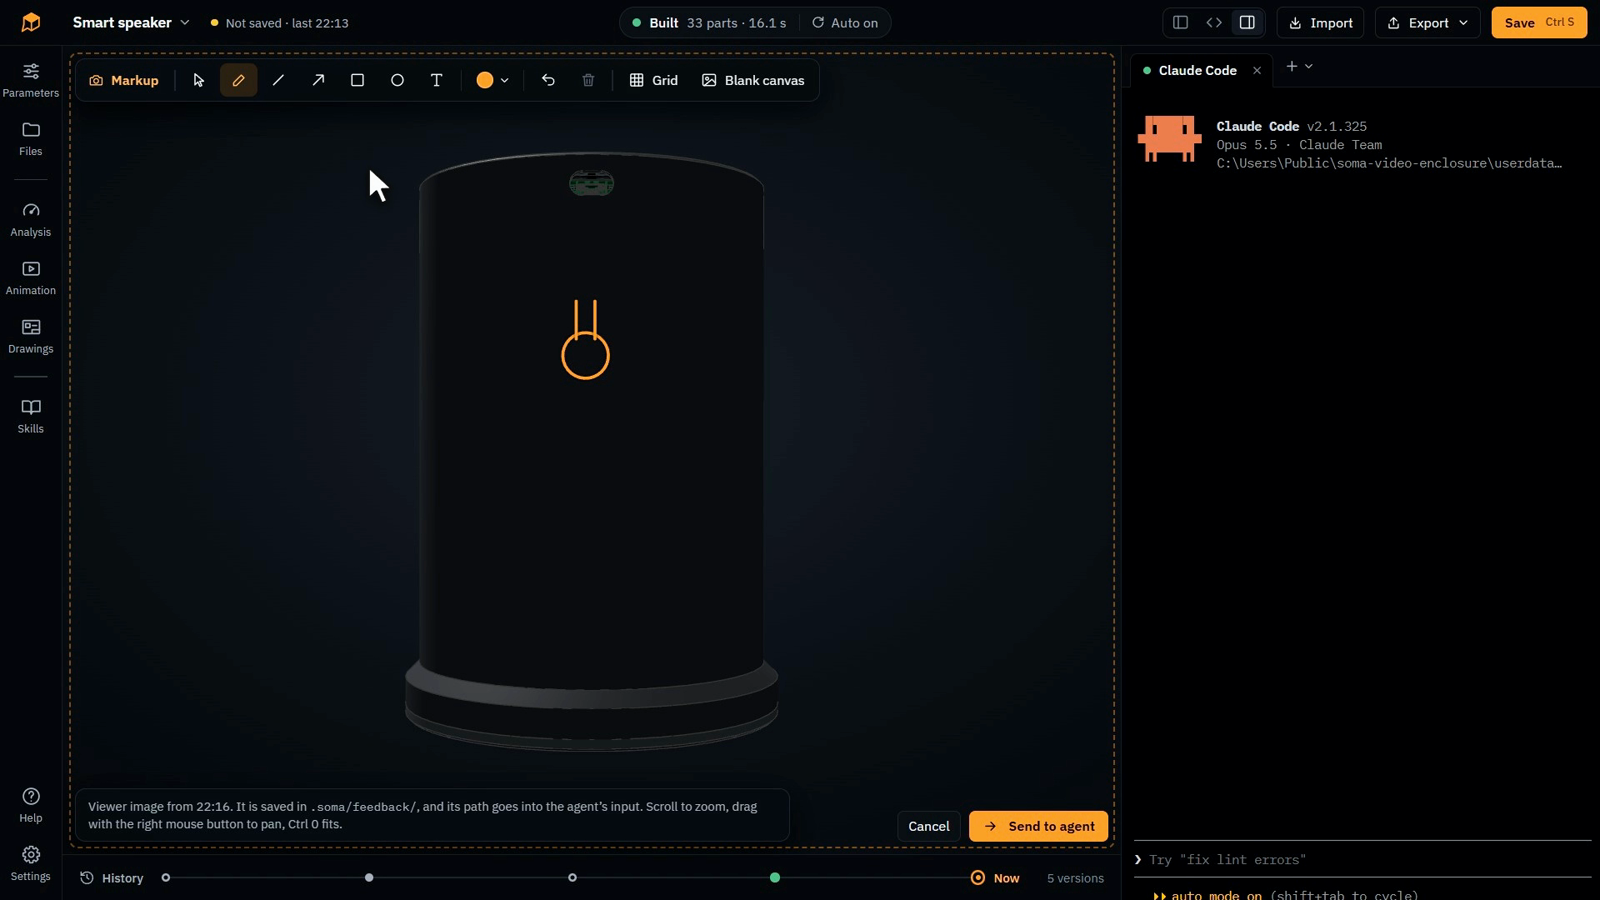 Smart speaker
Not saved · last 22:13
Built 33 parts · 16.1 s
Auto on
Import
Export
Save Ctrl S
Parameters
Files
Analysis
Animation
Drawings
Skills
Help
Settings
Markup
T
Grid
Blank canvas
Viewer image from 22:16. It is saved in .soma/feedback/, and its path goes into the agent’s input. Scroll to zoom, drag
with the right mouse button to pan, Ctrl 0 fits.
Cancel
Send to agent
History
Now
5 versions
Claude Code
Claude Code v2.1.325
Opus 5.5 · Claude Team
C:\Users\Public\soma-video-enclosure\userdata…
❯ Try "fix lint errors"
auto mode on (shift+tab to cycle)